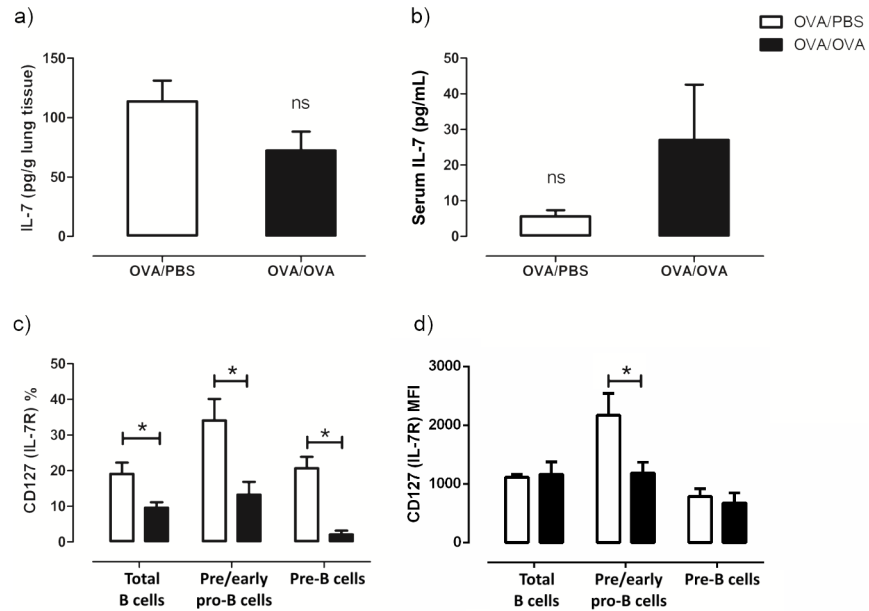 a)
IL-7 (pg/g lung tissue)
150
100
50
0
ns
OVA/PBS
OVA/OVA
b)
OVA/PBS
OVA/OVA
Serum IL-7 (pg/mL)
50
40
30
20
10
0
ns
OVA/PBS
OVA/OVA
c)
CD127 (IL-7R) %
50
40
30
20
10
0
*
*
*
Total
B cells
Pre/early
pro-B cells
Pre-B cells
d)
CD127 (IL-7R) MFI
3000
2000
1000
0
*
Total
B cells
Pre/early
pro-B cells
Pre-B cells